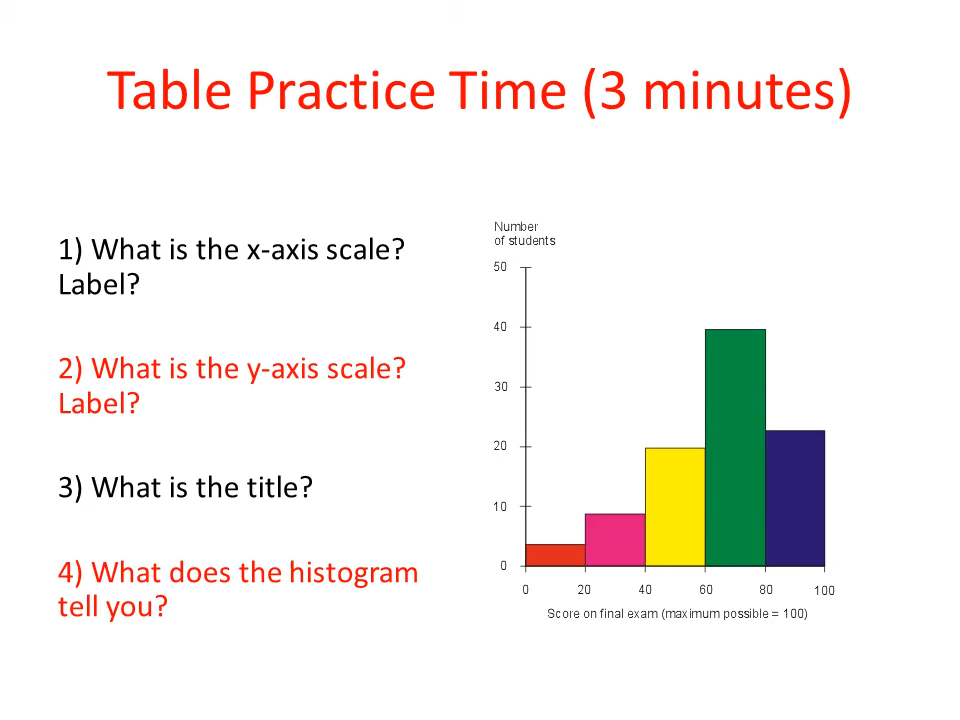 Table Practice Time (3 minutes)
1) What is the x-axis scale?
Label?
2) What is the y-axis scale?
Label?
3) What is the title?
4) What does the histogram
tell you?
Number
of students
50
40
30
20
10
0
0 20 40 60 80 100
Score on final exam (maximum possible = 100)